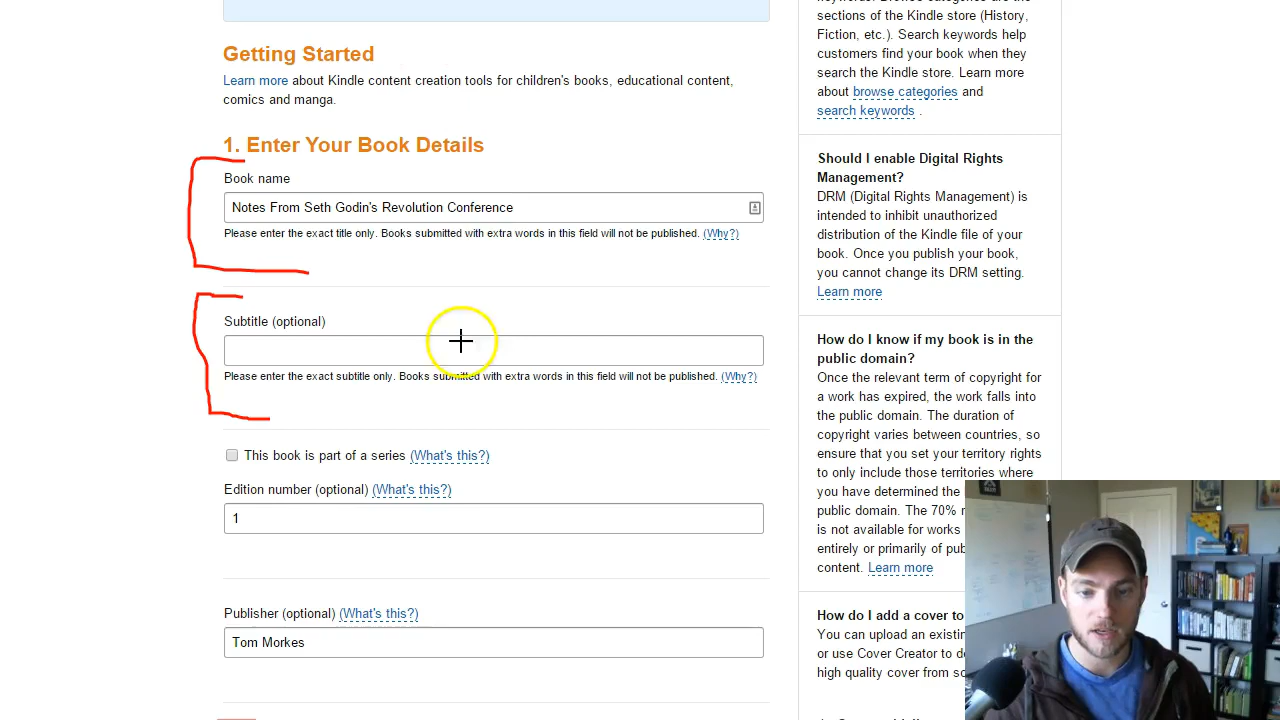 Getting Started
Learn more about Kindle content creation tools for children's books, educational content,
comics and manga.
1. Enter Your Book Details
Book name
Notes From Seth Godin's Revolution Conference
Please enter the exact title only. Books submitted with extra words in this field will not be published. (Why?)
Subtitle (optional)
Please enter the exact subtitle only. Books submitted with extra words in this field will not be published. (Why?)
This book is part of a series (What's this?)
Edition number (optional) (What's this?)
1
Publisher (optional) (What's this?)
Tom Morkes
sections of the Kindle store (History,
Fiction, etc.). Search keywords help
customers find your book when they
search the Kindle store. Learn more
about browse categories and
search keywords .
Should I enable Digital Rights
Management?
DRM (Digital Rights Management) is
intended to inhibit unauthorized
distribution of the Kindle file of your
book. Once you publish your book,
you cannot change its DRM setting.
Learn more
How do I know if my book is in the
public domain?
Once the relevant term of copyright for
a work has expired, the work falls into
the public domain. The duration of
copyright varies between countries, so
ensure that you set your territory rights
to only include those territories where
you have determined the
public domain. The 70%
is not available for works
entirely or primarily of
content. Learn more
How do I add a cover to
You can upload an
or use Cover Creator to
high quality cover from